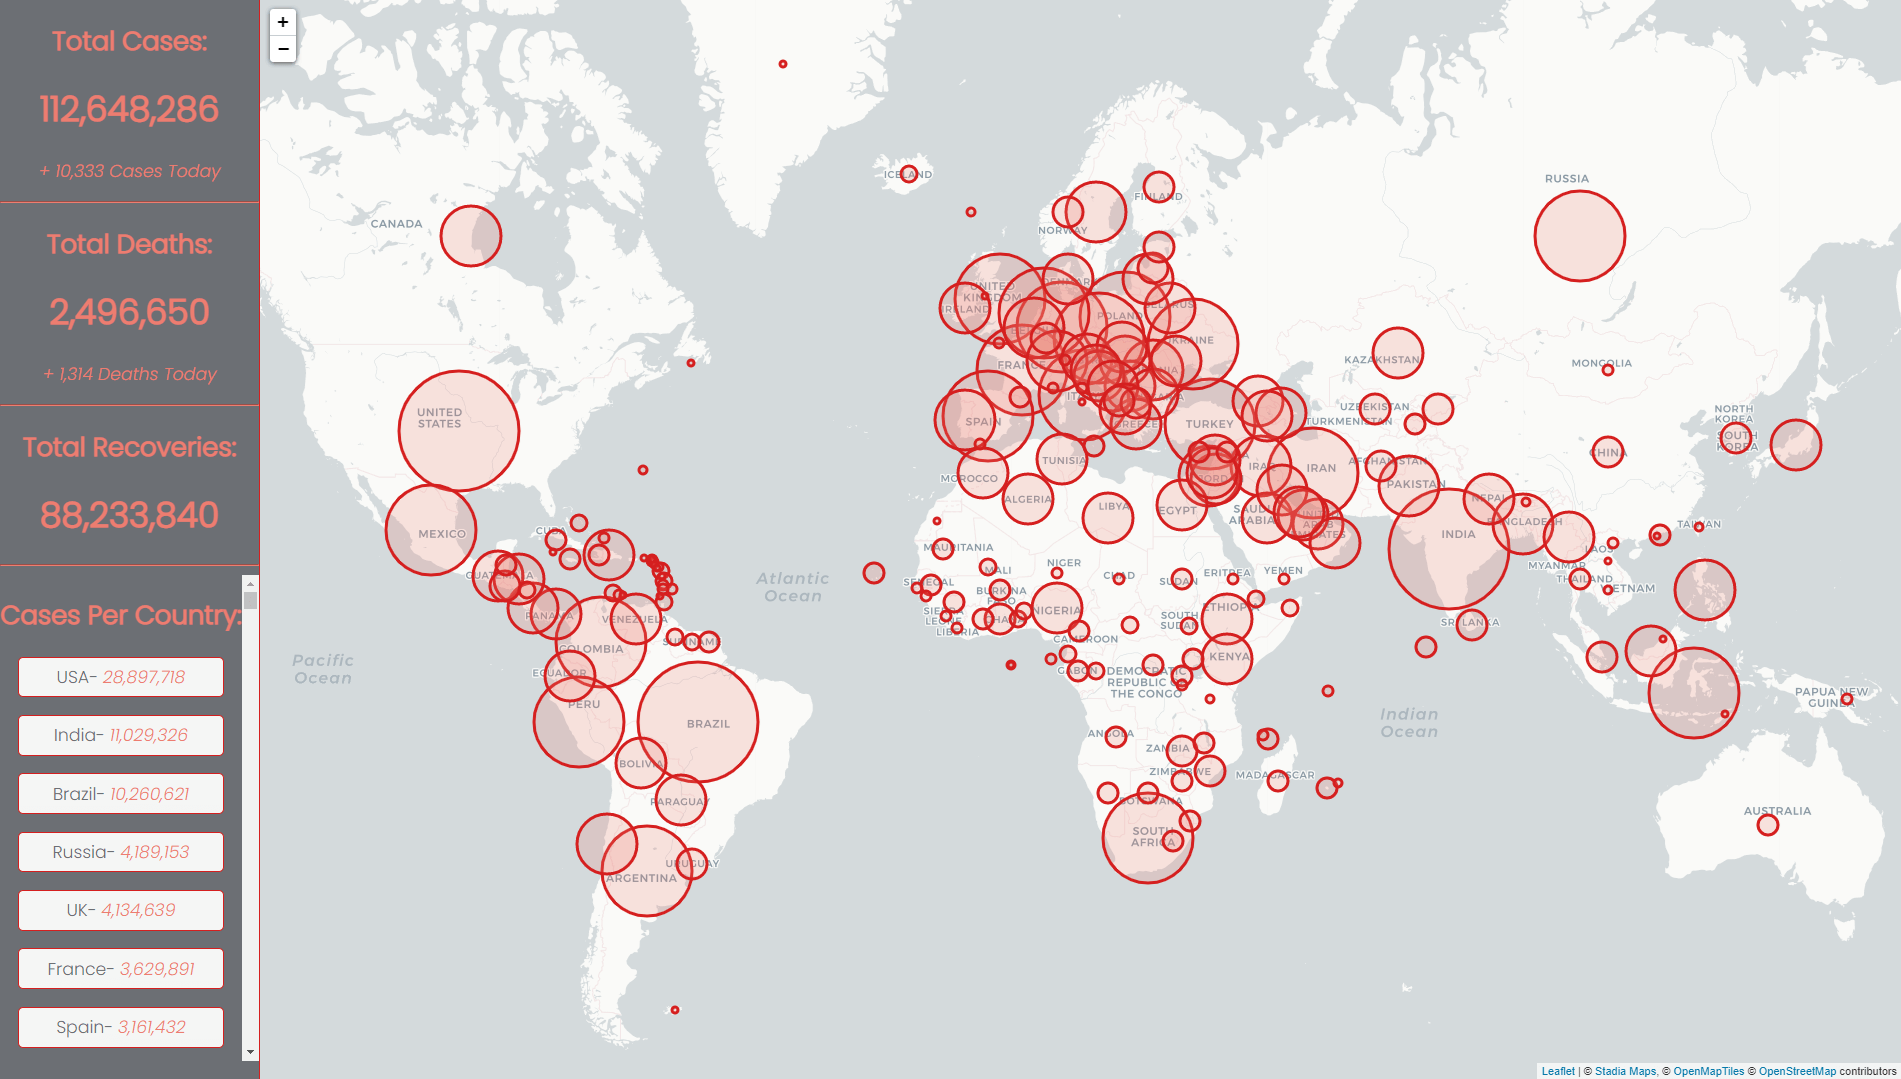 Total Cases:
112,648,286
+ 10,333 Cases Today
Total Deaths:
2,496,650
+ 1,314 Deaths Today
Total Recoveries:
88,233,840
Cases Per Country:
USA- 28,897,718
India- 11,029,326
Brazil- 10,260,621
Russia- 4,189,153
UK- 4,134,639
France- 3,629,891
Spain- 3,161,432
+
−
ICELAND
RUSSIA
FINLAND
CANADA
NORWAY
UNITED
KINGDOM
IRELAND
POLAND
UKRAINE
KAZAKHSTAN
MONGOLIA
FRANCE
UNITED
STATES
SPAIN
GREECE
TURKEY
UZBEKISTAN
TURKMENISTAN
NORTH
KOREA
SOUTH
KOREA
CHINA
TUNISIA
IRAN
AFGHANISTAN
MOROCCO
PAKISTAN
ALGERIA
LIBYA
EGYPT
SAUDI
ARABIA
NEPAL
BANGLADESH
TAIWAN
MEXICO
CUBA
INDIA
UNITED
ARAB
EMIRATES
MAURITANIA
LAOS
MYANMAR
GUATEMALA
Atlantic
Ocean
MALI
NIGER
CHAD
SUDAN
ERITREA
YEMEN
THAILAND
VIETNAM
SENEGAL
BURKINA
FASO
NIGERIA
ETHIOPIA
SIERRA
LEONE
LIBERIA
GHANA
SOUTH
SUDAN
SRI LANKA
PANAMA
VENEZUELA
CAMEROON
COLOMBIA
SURINAME
KENYA
Pacific
Ocean
ECUADOR
GABON
DEMOCRATIC
REPUBLIC OF
THE CONGO
PAPUA NEW
GUINEA
PERU
BRAZIL
Indian
Ocean
ANGOLA
ZAMBIA
BOLIVIA
ZIMBABWE
MADAGASCAR
PARAGUAY
BOTSWANA
AUSTRALIA
SOUTH
AFRICA
URUGUAY
ARGENTINA
Leaflet | © Stadia Maps, © OpenMapTiles © OpenStreetMap contributors